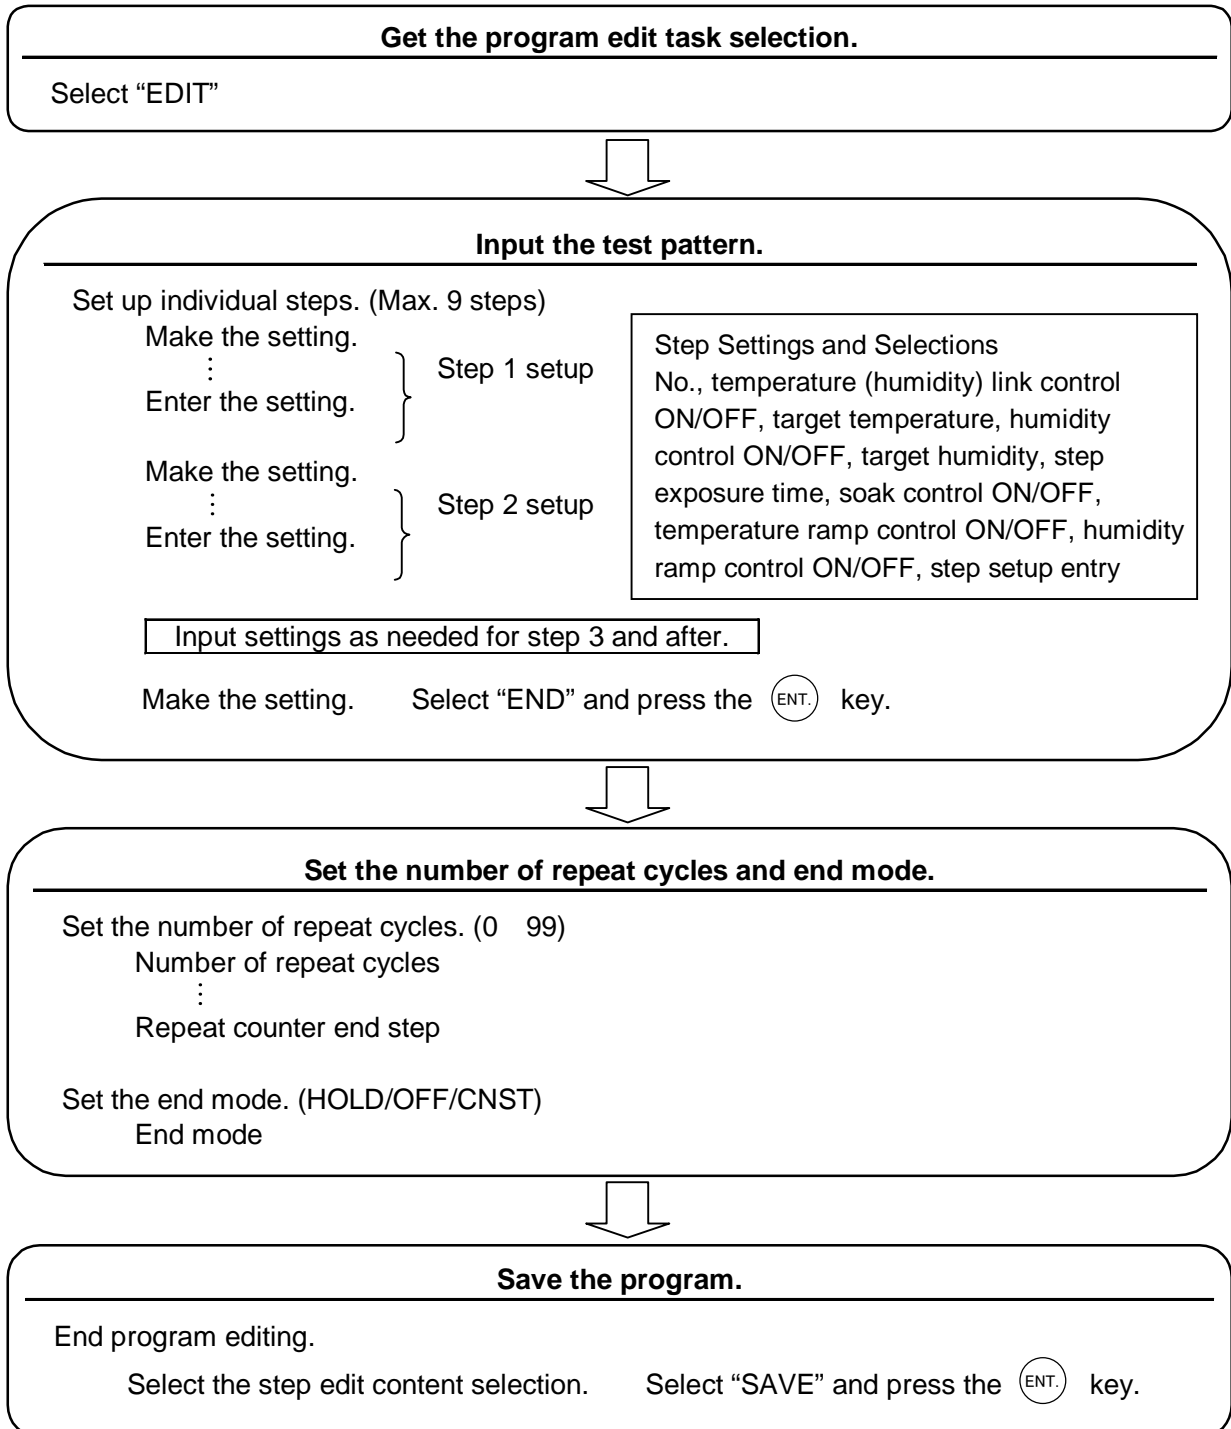 Get the program edit task selection.
Select “EDIT”
Input the test pattern.
Set up individual steps. (Max. 9 steps)
Make the setting.
Enter the setting.
Step 1 setup
Make the setting.
Enter the setting.
Step 2 setup
Step Settings and Selections
No., temperature (humidity) link control
ON/OFF, target temperature, humidity
control ON/OFF, target humidity, step
exposure time, soak control ON/OFF,
temperature ramp control ON/OFF, humidity
ramp control ON/OFF, step setup entry
Input settings as needed for step 3 and after.
Make the setting. Select “END” and press the ENT. key.
Set the number of repeat cycles and end mode.
Set the number of repeat cycles. (0 99)
Number of repeat cycles
Repeat counter end step
Set the end mode. (HOLD/OFF/CNST)
End mode
Save the program.
End program editing.
Select the step edit content selection. Select “SAVE” and press the ENT. key.